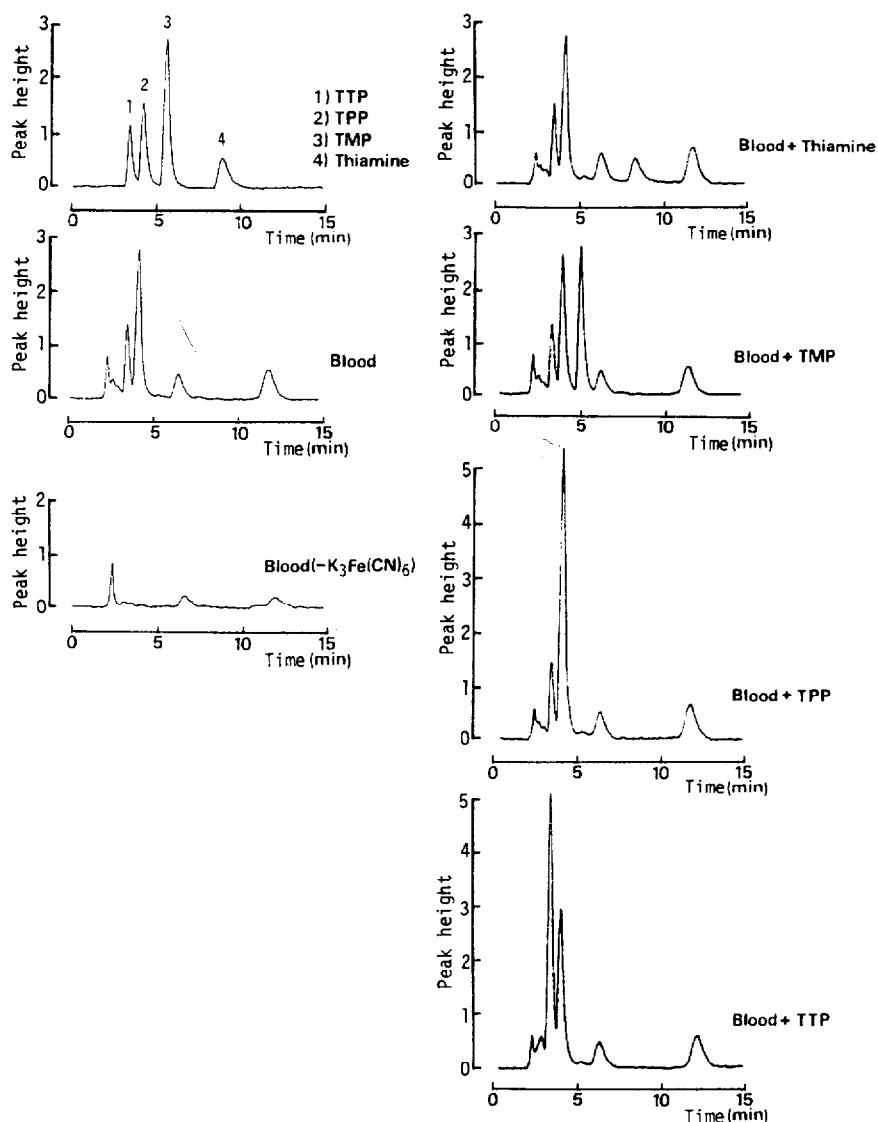 3
2
1
0
Peak height
1
2
3
4
1) TTP
2) TPP
3) TMP
4) Thiamine
0 5 10 15
Time(min)
3
2
1
0
Peak height
Blood
0 5 10 15
Time(min)
2
1
0
Peak height
Blood(-K3Fe(CN)6)
0 5 10 15
Time(min)
3
2
1
0
Peak height
Blood + Thiamine
0 5 10 15
Time(min)
3
2
1
0
Peak height
Blood + TMP
0 5 10 15
Time(min)
5
4
3
2
1
0
Peak height
Blood + TPP
0 5 10 15
Time(min)
5
4
3
2
1
0
Peak height
Blood + TTP
0 5 10 15
Time(min)